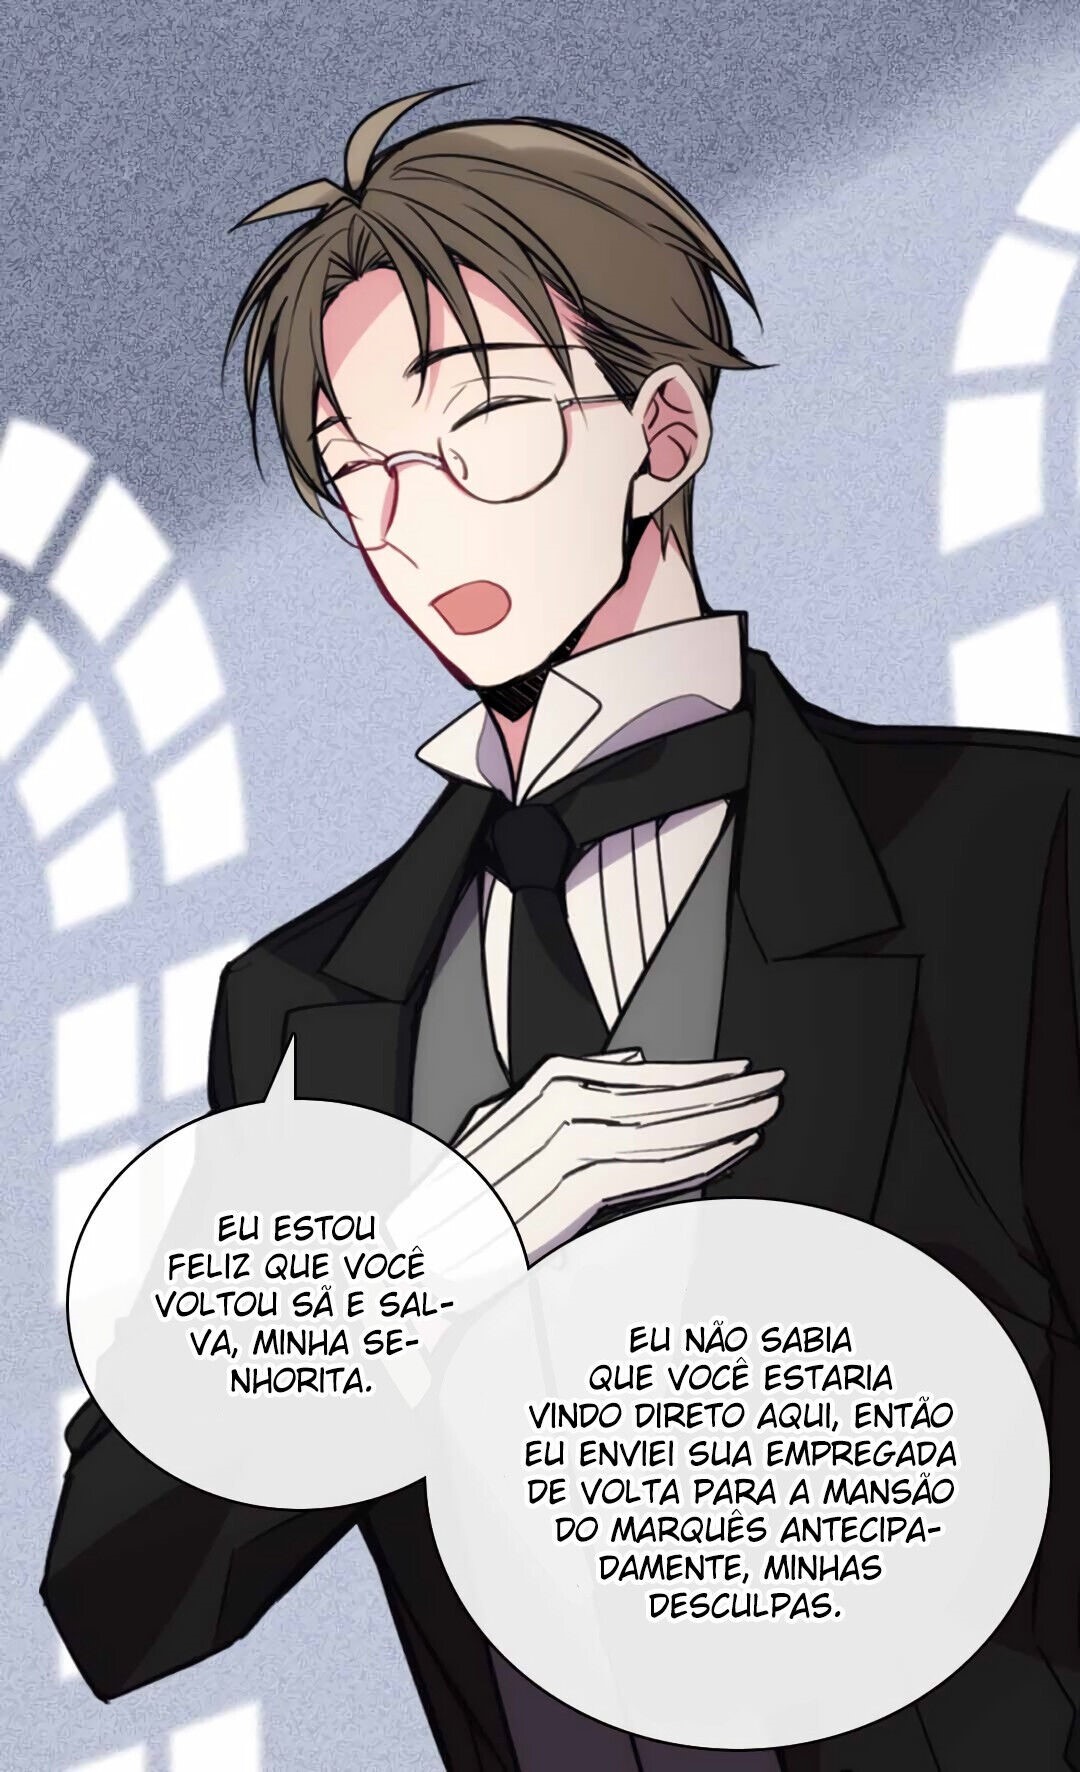 EU ESTOU
FELIZ QUE VOCÊ
VOLTOU SÃ E SAL-
VA, MINHA SE-
NHORITA.
EU NÃO SABIA
QUE VOCÊ ESTARIA
VINDO DIRETO AQUI, ENTÃO
EU ENVIEI SUA EMPREGADA
DE VOLTA PARA A MANSÃO
DO MARQUÊS ANTECIPA-
DAMENTE, MINHAS
DESCULPAS.